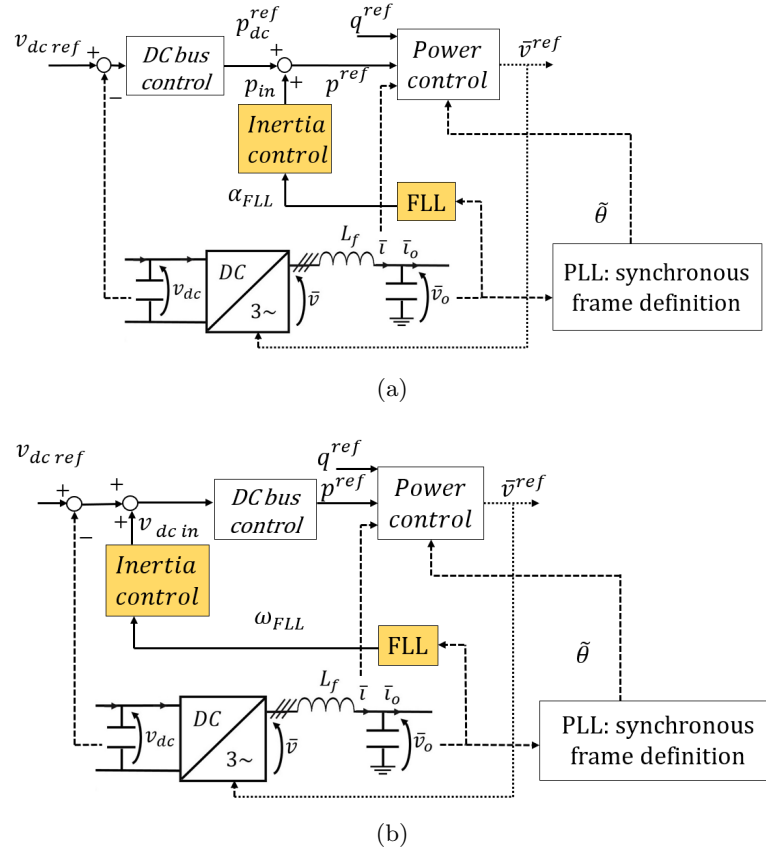 v_dc ref
+
−
DC bus
control
p_dc^ref
+
+
p_in
p^ref
q^ref
Power
control
v̄^ref
Inertia
control
α_FLL
FLL
θ̃
L_f
ī
ī_o
DC
3~
v_dc
v̄
v̄_o
PLL: synchronous
frame definition
(a)
v_dc ref
+
−
+
+
v_dc in
DC bus
control
q^ref
p^ref
Power
control
v̄^ref
Inertia
control
ω_FLL
FLL
θ̃
L_f
ī
ī_o
DC
3~
v_dc
v̄
v̄_o
PLL: synchronous
frame definition
(b)